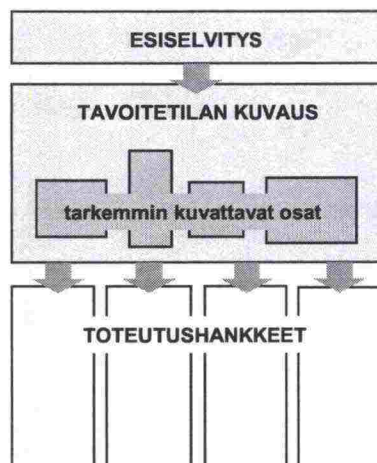 ESISELVITYS
TAVOITETILAN KUVAUS
tarkemmin kuvattavat osat
TOTEUTUSHANKKEET